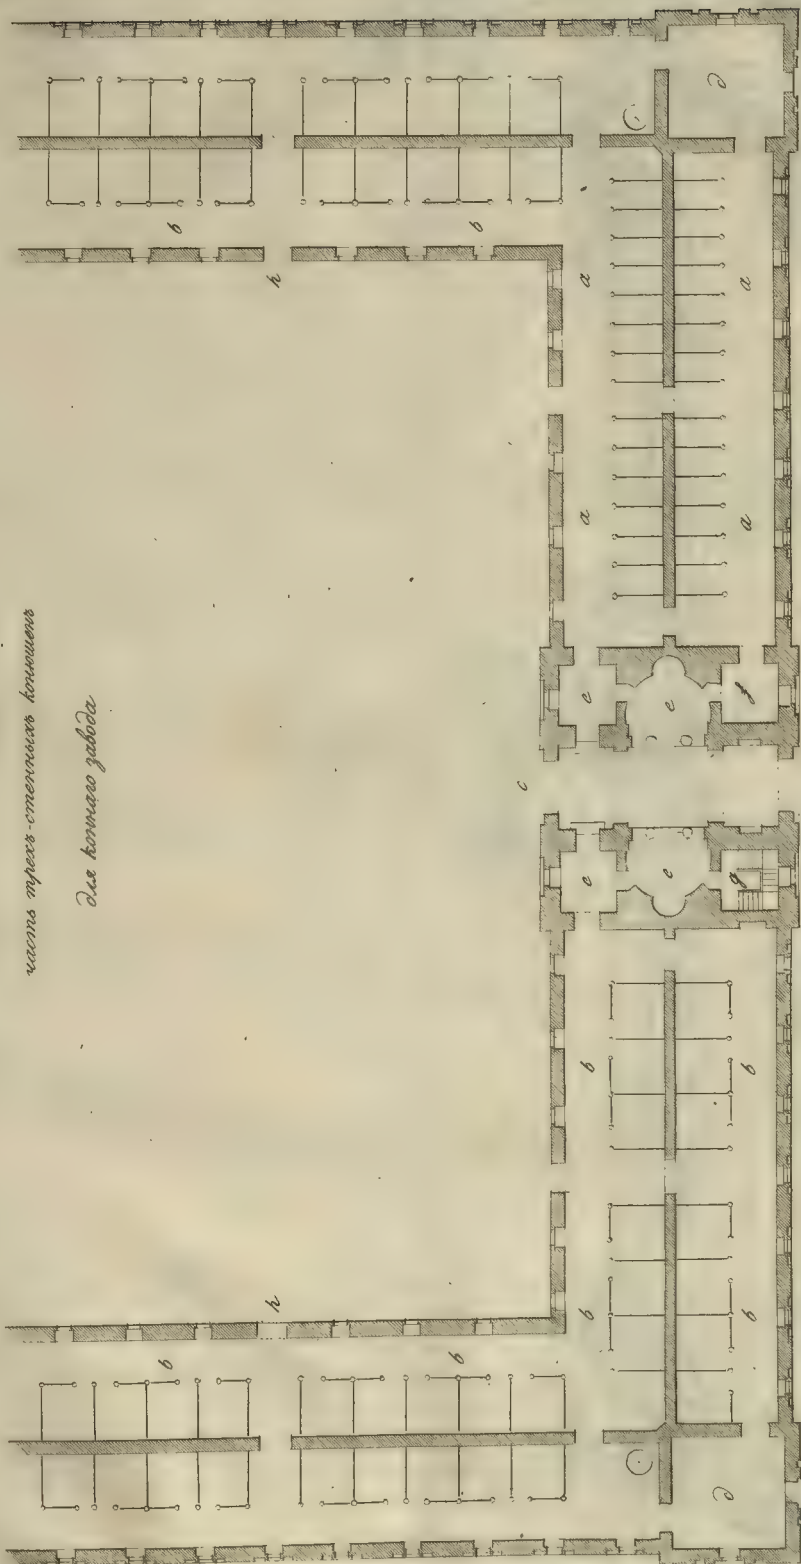 часть трехъ-стенныхъ конюшенъ
для коннаго завода
b b
h h
b b
c
b b e e a a
e e
d b b g f a a d